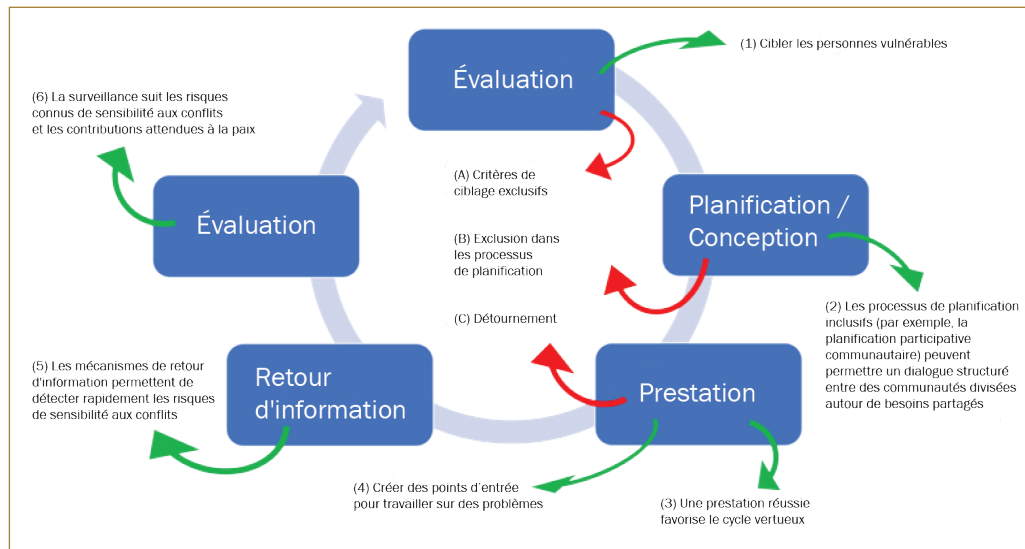 Évaluation
(1) Cibler les personnes vulnérables
(A) Critères de
ciblage exclusifs
Planification /
Conception
(B) Exclusion dans
les processus
de planification
(2) Les processus de planification
inclusifs (par exemple, la
planification participative
communautaire) peuvent
permettre un dialogue structuré
entre des communautés divisées
autour de besoins partagés
(C) Détournement
Prestation
(3) Une prestation réussie
favorise le cycle vertueux
(4) Créer des points d'entrée
pour travailler sur des problèmes
Retour
d'information
(5) Les mécanismes de retour
d'information permettent de
détecter rapidement les risques
de sensibilité aux conflits
Évaluation
(6) La surveillance suit les risques
connus de sensibilité aux conflits
et les contributions attendues à la paix